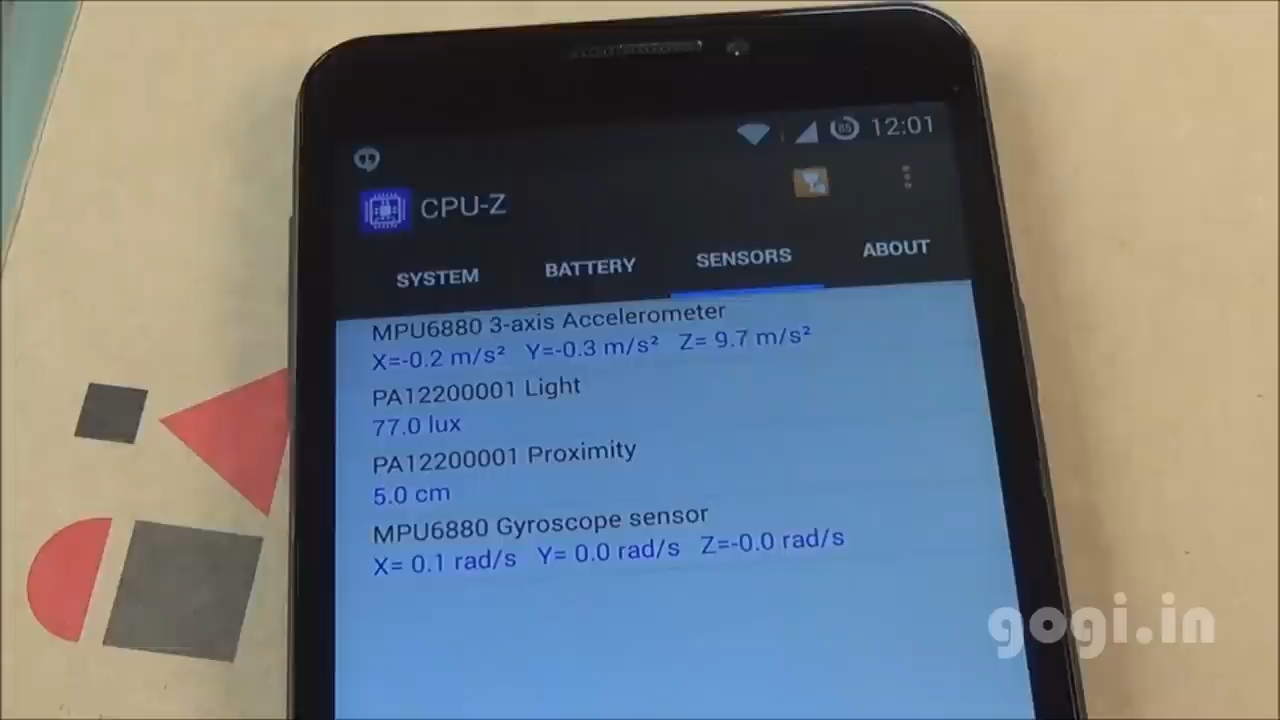 85 12:01
CPU-Z
SYSTEM BATTERY SENSORS ABOUT
MPU6880 3-axis Accelerometer
X=-0.2 m/s² Y=-0.3 m/s² Z= 9.7 m/s²
PA12200001 Light
77.0 lux
PA12200001 Proximity
5.0 cm
MPU6880 Gyroscope sensor
X= 0.1 rad/s Y= 0.0 rad/s Z=-0.0 rad/s
gogi.in